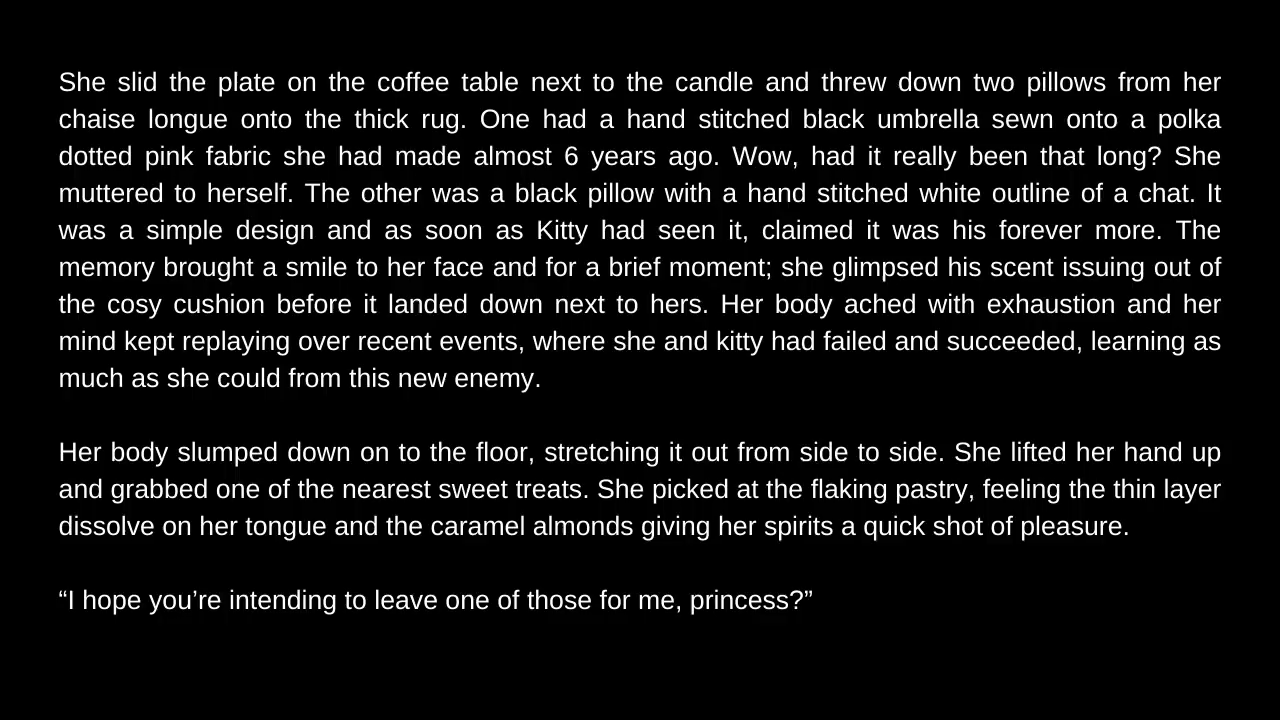 She slid the plate on the coffee table next to the candle and threw down two pillows from her
chaise longue onto the thick rug. One had a hand stitched black umbrella sewn onto a polka
dotted pink fabric she had made almost 6 years ago. Wow, had it really been that long? She
muttered to herself. The other was a black pillow with a hand stitched white outline of a chat. It
was a simple design and as soon as Kitty had seen it, claimed it was his forever more. The
memory brought a smile to her face and for a brief moment; she glimpsed his scent issuing out of
the cosy cushion before it landed down next to hers. Her body ached with exhaustion and her
mind kept replaying over recent events, where she and kitty had failed and succeeded, learning as
much as she could from this new enemy.
Her body slumped down on to the floor, stretching it out from side to side. She lifted her hand up
and grabbed one of the nearest sweet treats. She picked at the flaking pastry, feeling the thin layer
dissolve on her tongue and the caramel almonds giving her spirits a quick shot of pleasure.
“I hope you’re intending to leave one of those for me, princess?”